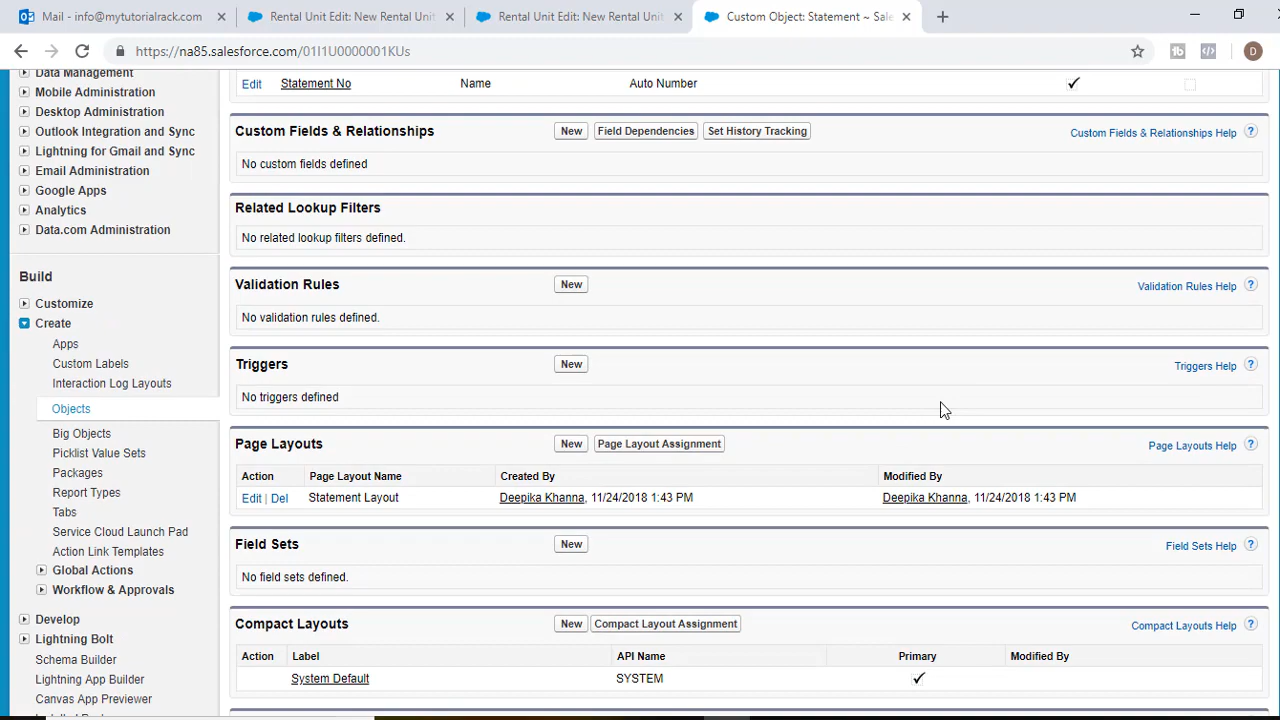 Mail - info@mytutorialrack.com
Rental Unit Edit: New Rental Unit
Rental Unit Edit: New Rental Unit
Custom Object: Statement ~ Sale
https://na85.salesforce.com/01I1U0000001KUs
D
Data Management
Mobile Administration
Desktop Administration
Outlook Integration and Sync
Lightning for Gmail and Sync
Email Administration
Google Apps
Analytics
Data.com Administration
Build
Customize
Create
Apps
Custom Labels
Interaction Log Layouts
Objects
Big Objects
Picklist Value Sets
Packages
Report Types
Tabs
Service Cloud Launch Pad
Action Link Templates
Global Actions
Workflow & Approvals
Develop
Lightning Bolt
Schema Builder
Lightning App Builder
Canvas App Previewer
Edit Statement No Name Auto Number
Custom Fields & Relationships New Field Dependencies Set History Tracking Custom Fields & Relationships Help ?
No custom fields defined
Related Lookup Filters
No related lookup filters defined.
Validation Rules New Validation Rules Help ?
No validation rules defined.
Triggers New Triggers Help ?
No triggers defined
Page Layouts New Page Layout Assignment Page Layouts Help ?
Action Page Layout Name Created By Modified By
Edit | Del Statement Layout Deepika Khanna, 11/24/2018 1:43 PM Deepika Khanna, 11/24/2018 1:43 PM
Field Sets New Field Sets Help ?
No field sets defined.
Compact Layouts New Compact Layout Assignment Compact Layouts Help ?
Action Label API Name Primary Modified By
System Default SYSTEM